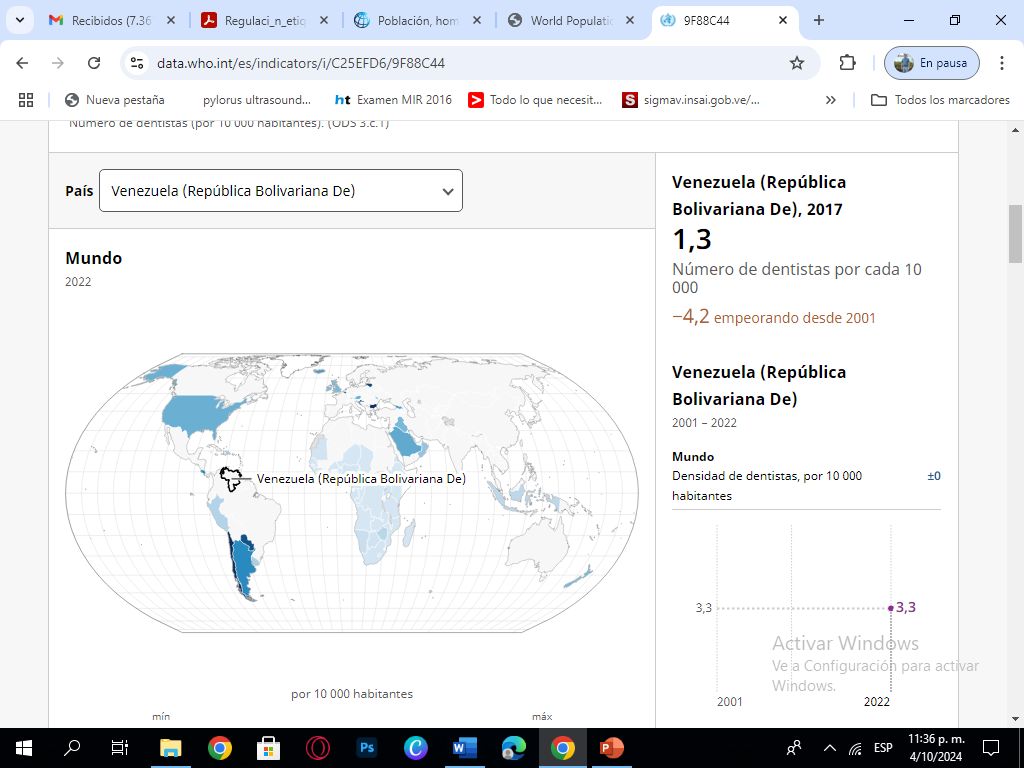 Recibidos (7.36
Regulaci_n_etiq
Población, hom
World Populatio
9F88C44
data.who.int/es/indicators/i/C25EFD6/9F88C44
En pausa
Nueva pestaña
pylorus ultrasound...
ht Examen MIR 2016
Todo lo que necesit...
S sigmav.insai.gob.ve/...
Todos los marcadores
Número de dentistas (por 10 000 habitantes). (ODS 3.c.1)
País
Venezuela (República Bolivariana De)
Mundo
2022
Venezuela (República Bolivariana De)
por 10 000 habitantes
mín
máx
Venezuela (República
Bolivariana De), 2017
1,3
Número de dentistas por cada 10
000
−4,2 empeorando desde 2001
Venezuela (República
Bolivariana De)
2001 – 2022
Mundo
Densidad de dentistas, por 10 000
habitantes
±0
3,3
3,3
2001
2022
Activar Windows
Ve a Configuración para activar
Windows.
Ps
C
W
P
ESP
11:36 p. m.
4/10/2024